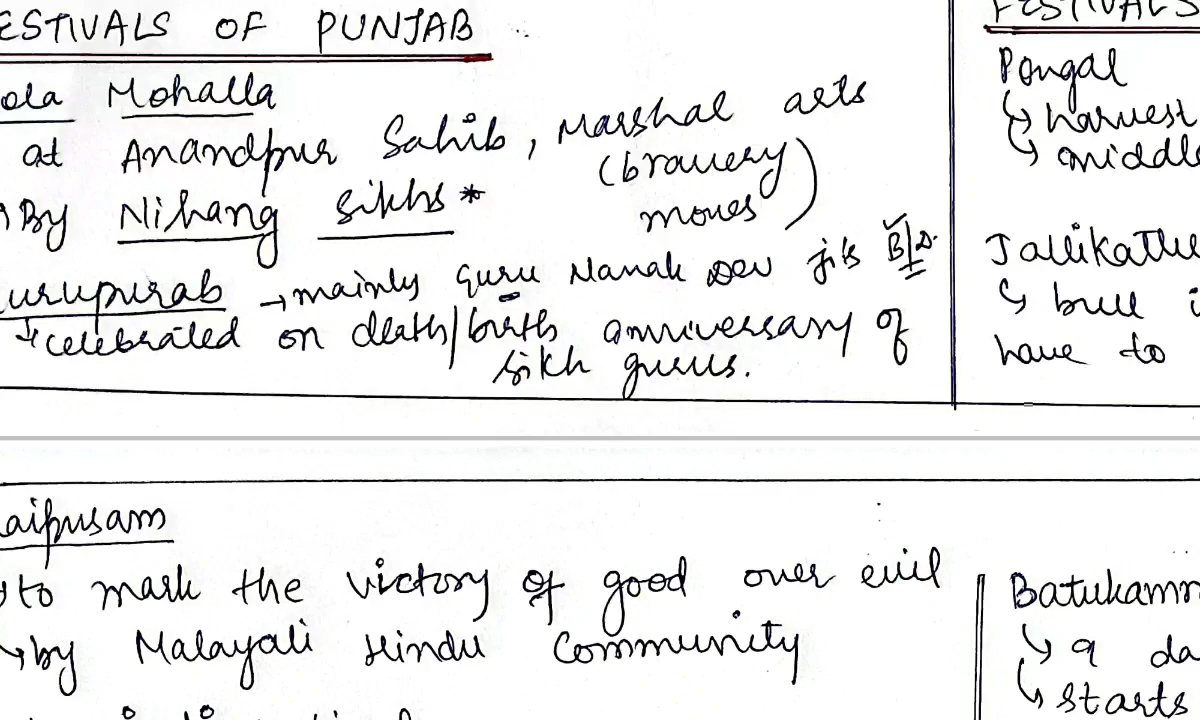 ESTIVALS OF PUNJAB
ola Mohalla
at Anandpur Sahib, Marshal arts
(bravery
moves)
By Nihang Sikhs*
urupurab → mainly Guru Nanak Dev ji's B/D.
celebrated on death/birth anniversary of
Sikh gurus.
FESTIVALS
Pongal
harvest
middle
Jallikattu
bull i
have to
aipusam
to mark the victory of good over evil
by Malayali Hindu Community
Batukamm
9 da
starts